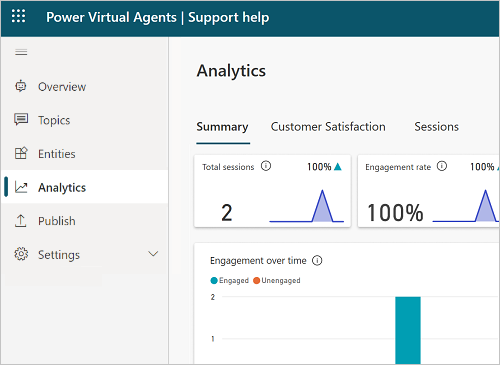 Power Virtual Agents | Support help
Overview
Topics
Entities
Analytics
Publish
Settings
Analytics
Summary Customer Satisfaction Sessions
Total sessions 100%
2
Engagement rate 100%
100%
Engagement over time
Engaged Unengaged
2
1